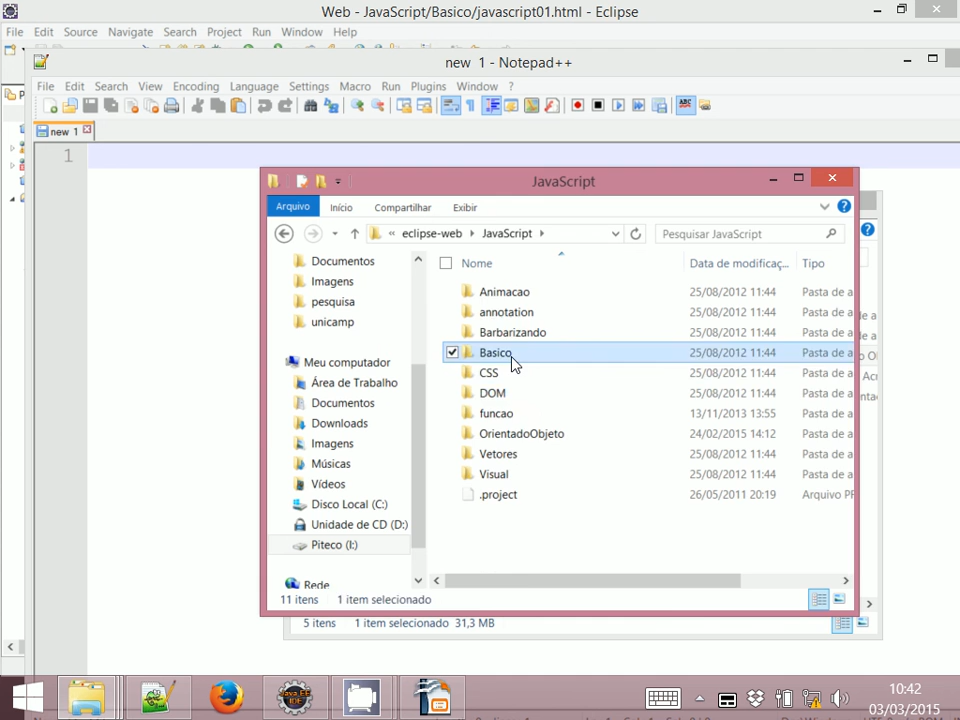 Web - JavaScript/Basico/javascript01.html - Eclipse
File Edit Source Navigate Search Project Run Window Help
new 1 - Notepad++
File Edit Search View Encoding Language Settings Macro Run Plugins Window ?
new 1
1
JavaScript
Arquivo Início Compartilhar Exibir
« eclipse-web JavaScript
Pesquisar JavaScript
Documentos
Imagens
pesquisa
unicamp
Meu computador
Área de Trabalho
Documentos
Downloads
Imagens
Músicas
Vídeos
Disco Local (C:)
Unidade de CD (D:)
Piteco (I:)
Rede
Nome Data de modificaç... Tipo
Animacao 25/08/2012 11:44 Pasta de a
annotation 25/08/2012 11:44 Pasta de a
Barbarizando 25/08/2012 11:44 Pasta de a
Basico 25/08/2012 11:44 Pasta de a
CSS 25/08/2012 11:44 Pasta de a
DOM 25/08/2012 11:44 Pasta de a
funcao 13/11/2013 13:55 Pasta de a
OrientadoObjeto 24/02/2015 14:12 Pasta de a
Vetores 25/08/2012 11:44 Pasta de a
Visual 25/08/2012 11:44 Pasta de a
.project 26/05/2011 20:19 Arquivo PR
11 itens 1 item selecionado
5 itens 1 item selecionado 31,3 MB
Java EE
IDE
10:42
03/03/2015